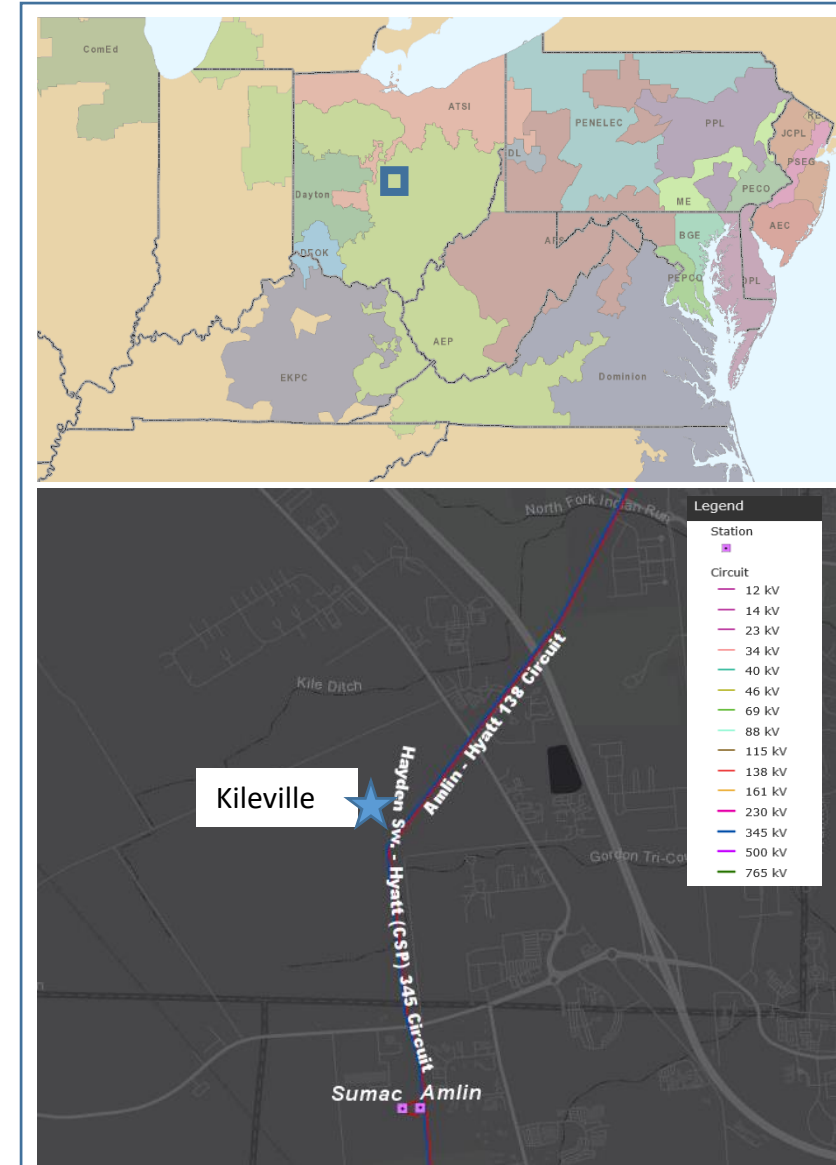 ComEd
ATSI
PENELEC
PPL
RE
JCPL
DL
PSEG
Dayton
PECO
ME
AEC
BGE
DEOK
PEPCO
DPL
AEP
EKPC
Dominion
North Fork Indian Run
Legend
Station
Circuit
12 kV
14 kV
23 kV
34 kV
40 kV
46 kV
69 kV
88 kV
115 kV
138 kV
161 kV
230 kV
345 kV
500 kV
765 kV
Kile Ditch
Amlin - Hyatt 138 Circuit
Kileville
Hayden Sw. - Hyatt (CSP) 345 Circuit
Gordon Tri-Cou
Sumac Amlin